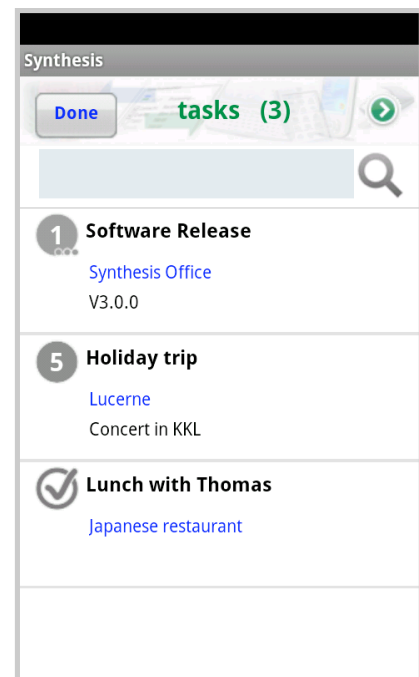 Synthesis
Done tasks (3)
1 Software Release
Synthesis Office
V3.0.0
5 Holiday trip
Lucerne
Concert in KKL
Lunch with Thomas
Japanese restaurant